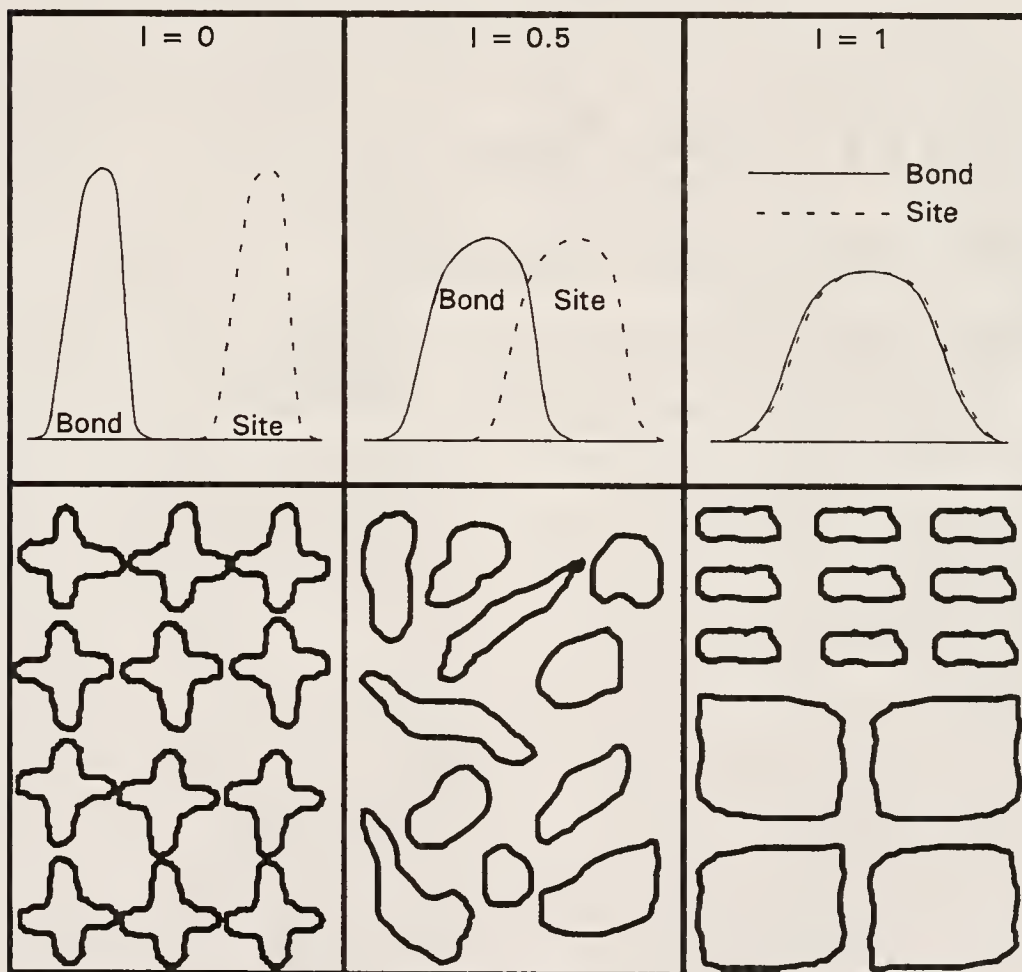 I = 0
I = 0.5
I = 1
Bond
Site
Bond
Site
Bond
Site